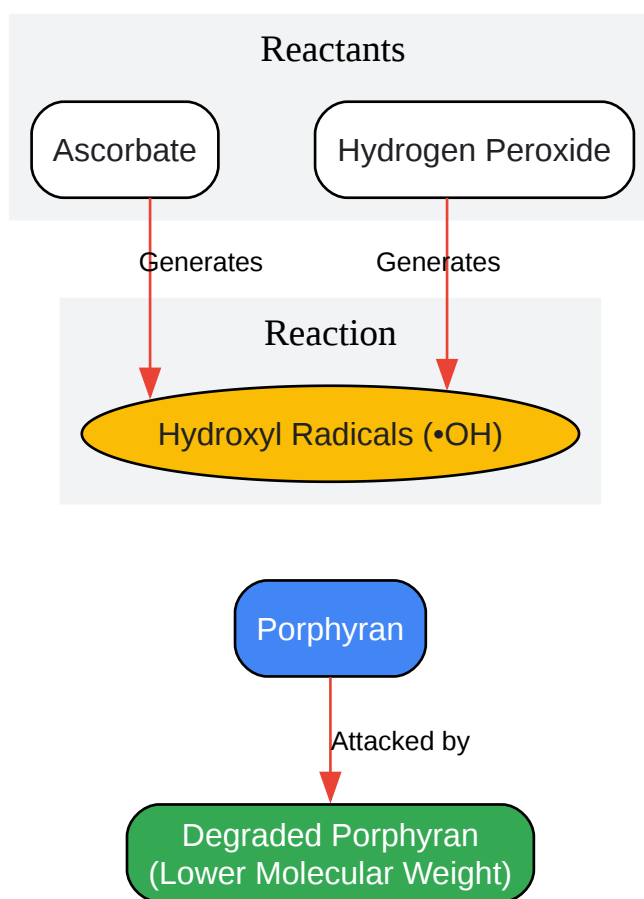 Reactants
Ascorbate
Hydrogen Peroxide
Generates
Generates
Reaction
Hydroxyl Radicals (•OH)
Porphyran
Attacked by
Degraded Porphyran
(Lower Molecular Weight)